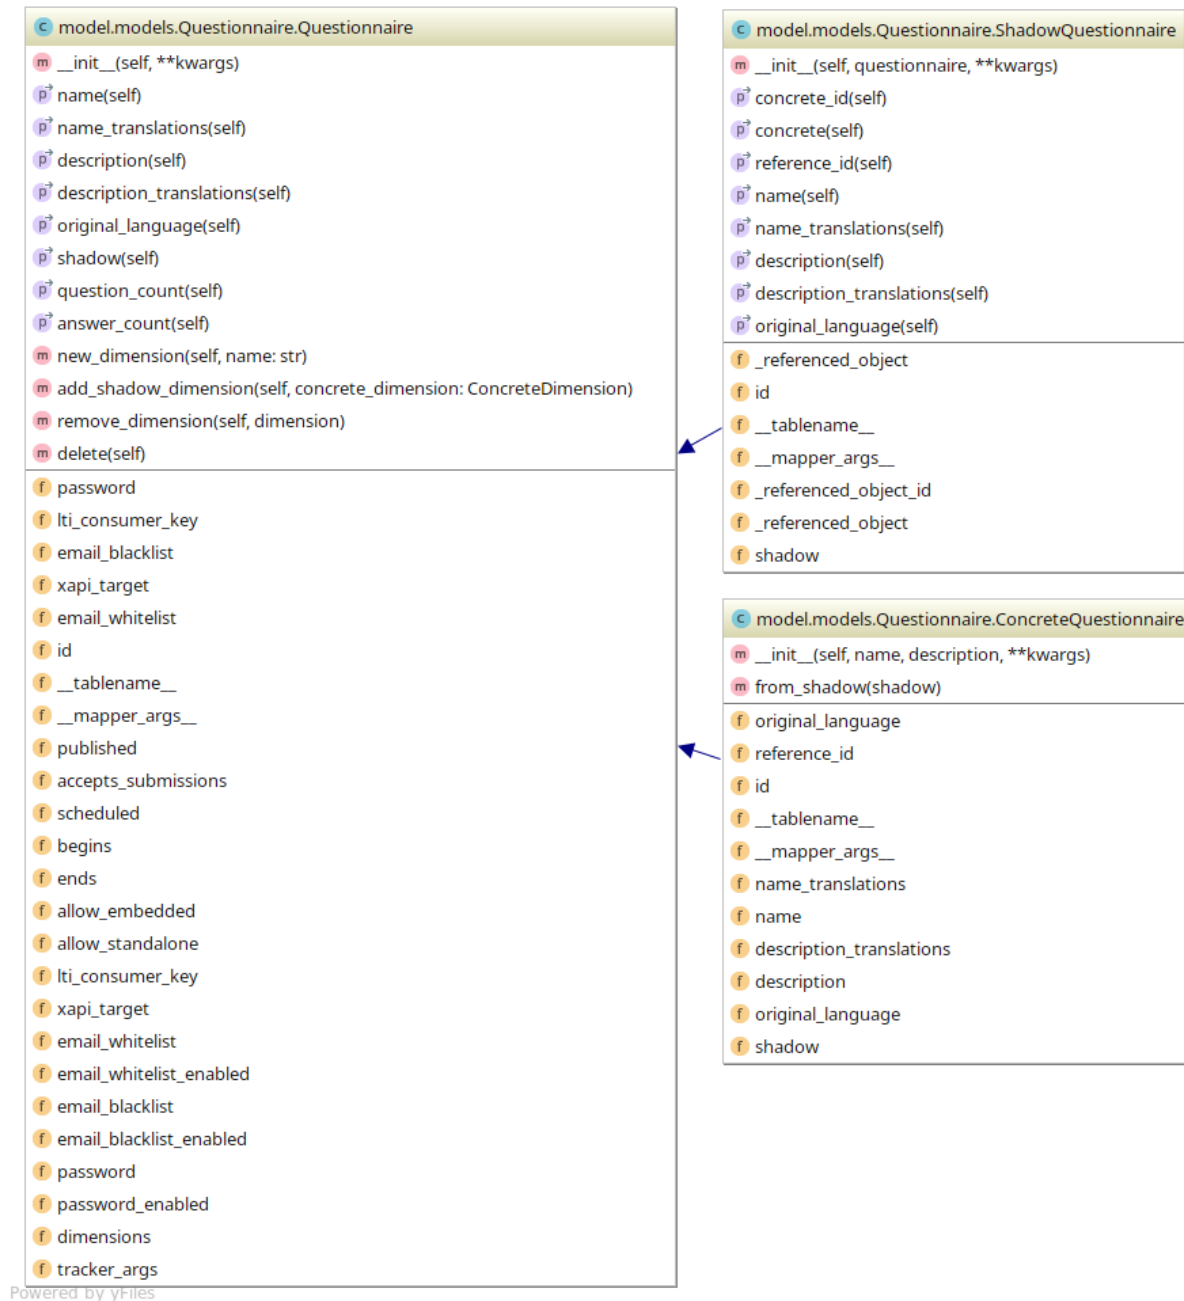 C model.models.Questionnaire.Questionnaire
m __init__(self, **kwargs)
p name(self)
p name_translations(self)
p description(self)
p description_translations(self)
p original_language(self)
p shadow(self)
p question_count(self)
p answer_count(self)
m new_dimension(self, name: str)
m add_shadow_dimension(self, concrete_dimension: ConcreteDimension)
m remove_dimension(self, dimension)
m delete(self)
f password
f lti_consumer_key
f email_blacklist
f xapi_target
f email_whitelist
f id
f __tablename__
f __mapper_args__
f published
f accepts_submissions
f scheduled
f begins
f ends
f allow_embedded
f allow_standalone
f lti_consumer_key
f xapi_target
f email_whitelist
f email_whitelist_enabled
f email_blacklist
f email_blacklist_enabled
f password
f password_enabled
f dimensions
f tracker_args
C model.models.Questionnaire.ShadowQuestionnaire
m __init__(self, questionnaire, **kwargs)
p concrete_id(self)
p concrete(self)
p reference_id(self)
p name(self)
p name_translations(self)
p description(self)
p description_translations(self)
p original_language(self)
f _referenced_object
f id
f __tablename__
f __mapper_args__
f _referenced_object_id
f _referenced_object
f shadow
C model.models.Questionnaire.ConcreteQuestionnaire
m __init__(self, name, description, **kwargs)
m from_shadow(shadow)
f original_language
f reference_id
f id
f __tablename__
f __mapper_args__
f name_translations
f name
f description_translations
f description
f original_language
f shadow
Powered by yFiles